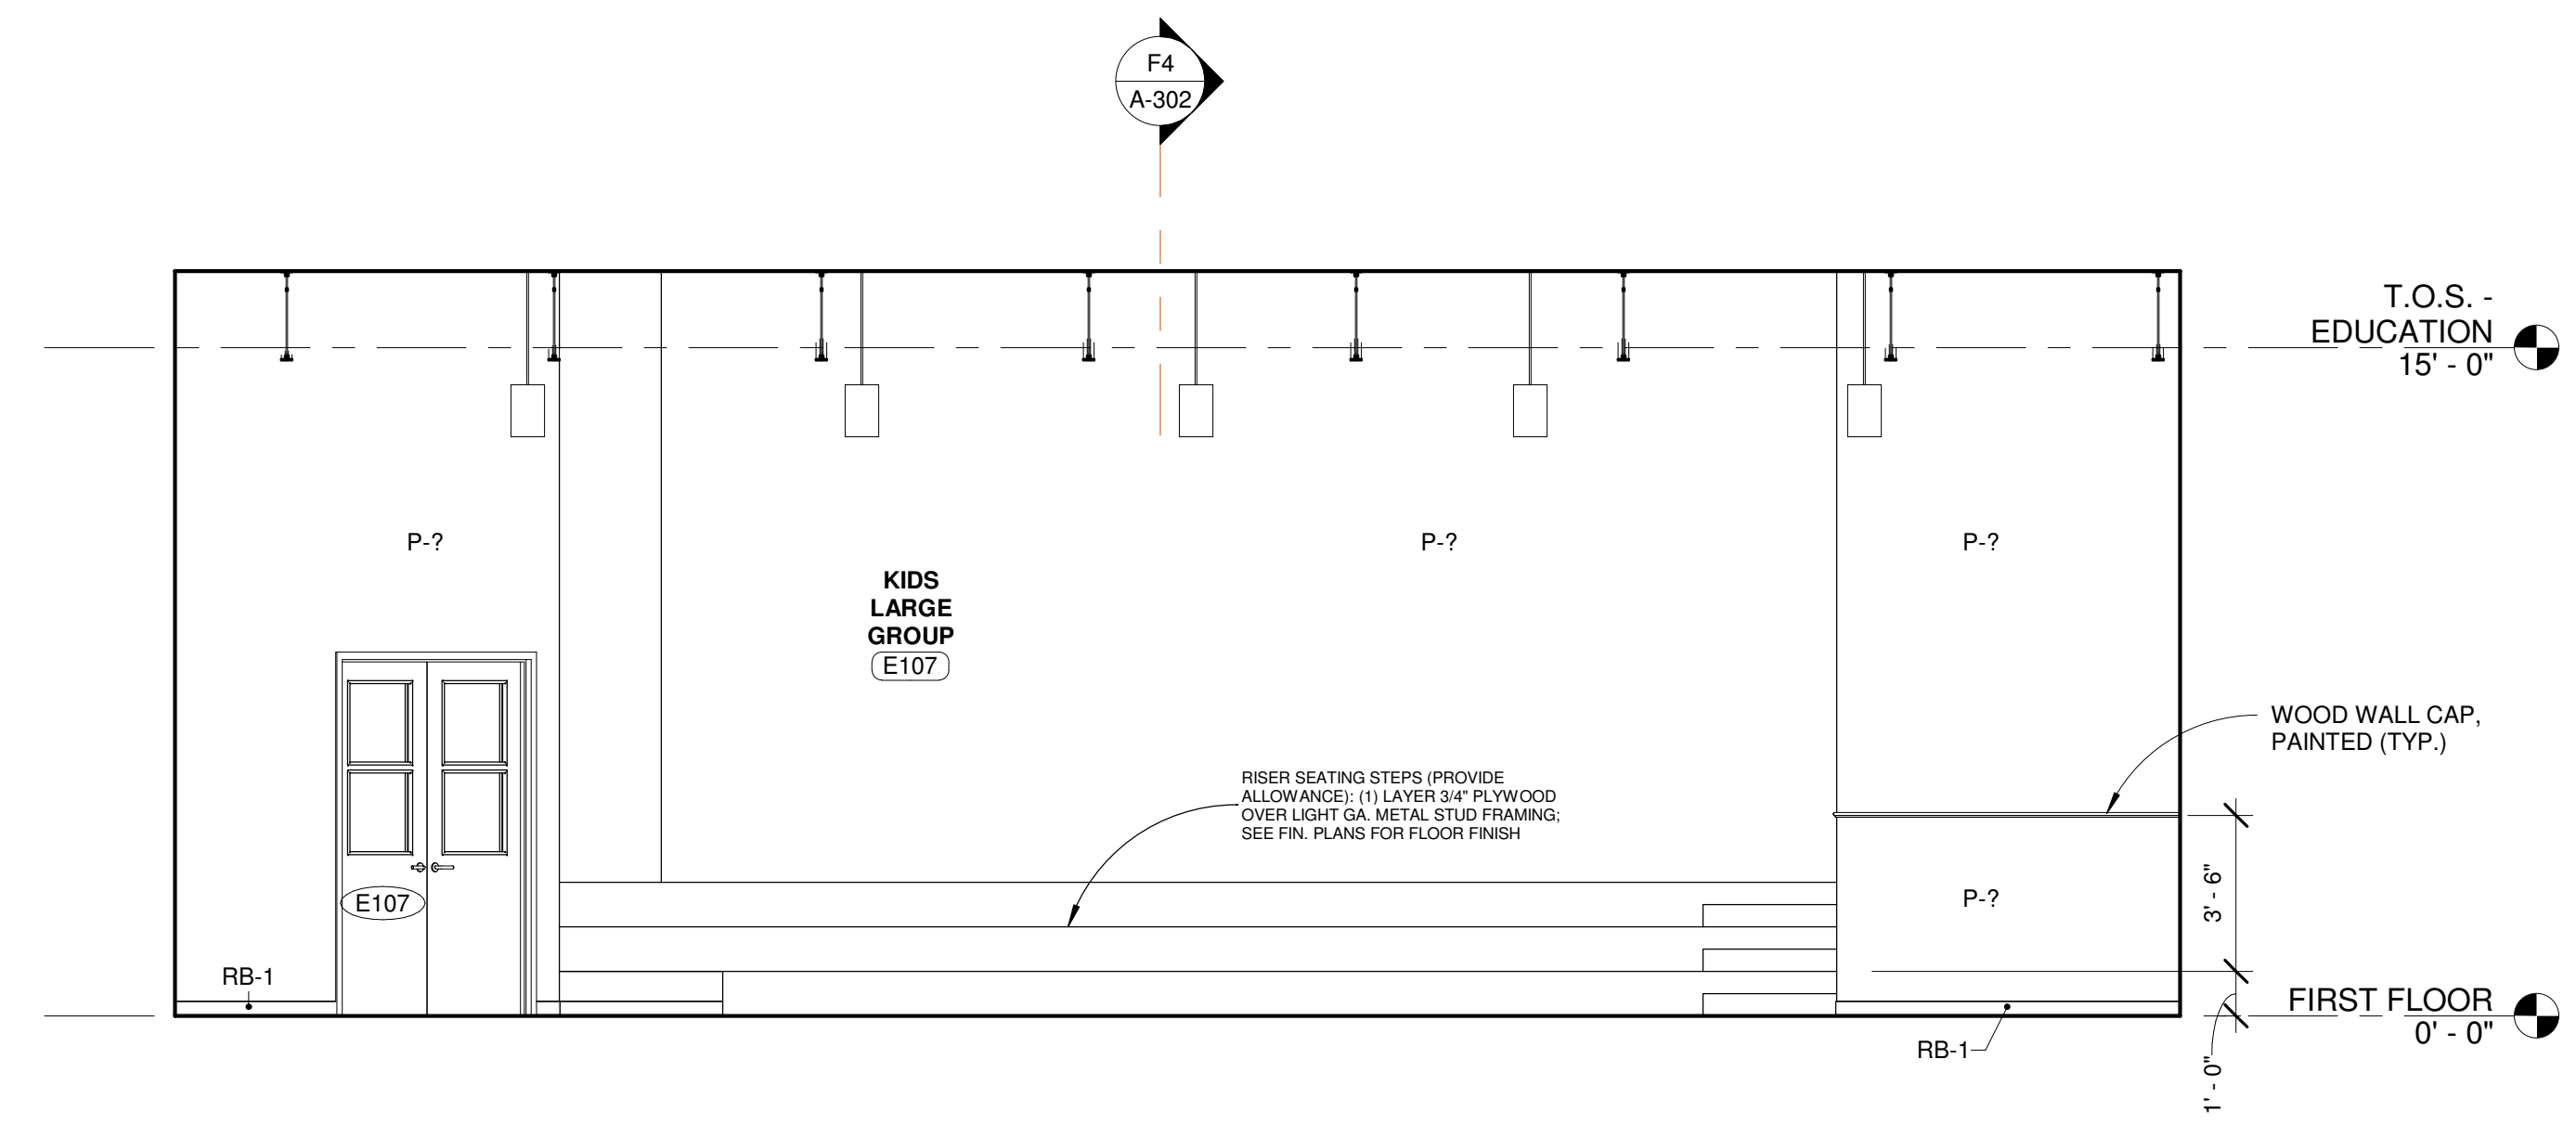 F4
A-302
T.O.S. -
EDUCATION
15' - 0"
P-?
P-?
P-?
KIDS
LARGE
GROUP
E107
WOOD WALL CAP,
PAINTED (TYP.)
RISER SEATING STEPS (PROVIDE
ALLOWANCE): (1) LAYER 3/4" PLYWOOD
OVER LIGHT GA. METAL STUD FRAMING;
SEE FIN. PLANS FOR FLOOR FINISH
E107
P-?
3' - 6"
RB-1
FIRST FLOOR
0' - 0"
RB-1
1' - 0"